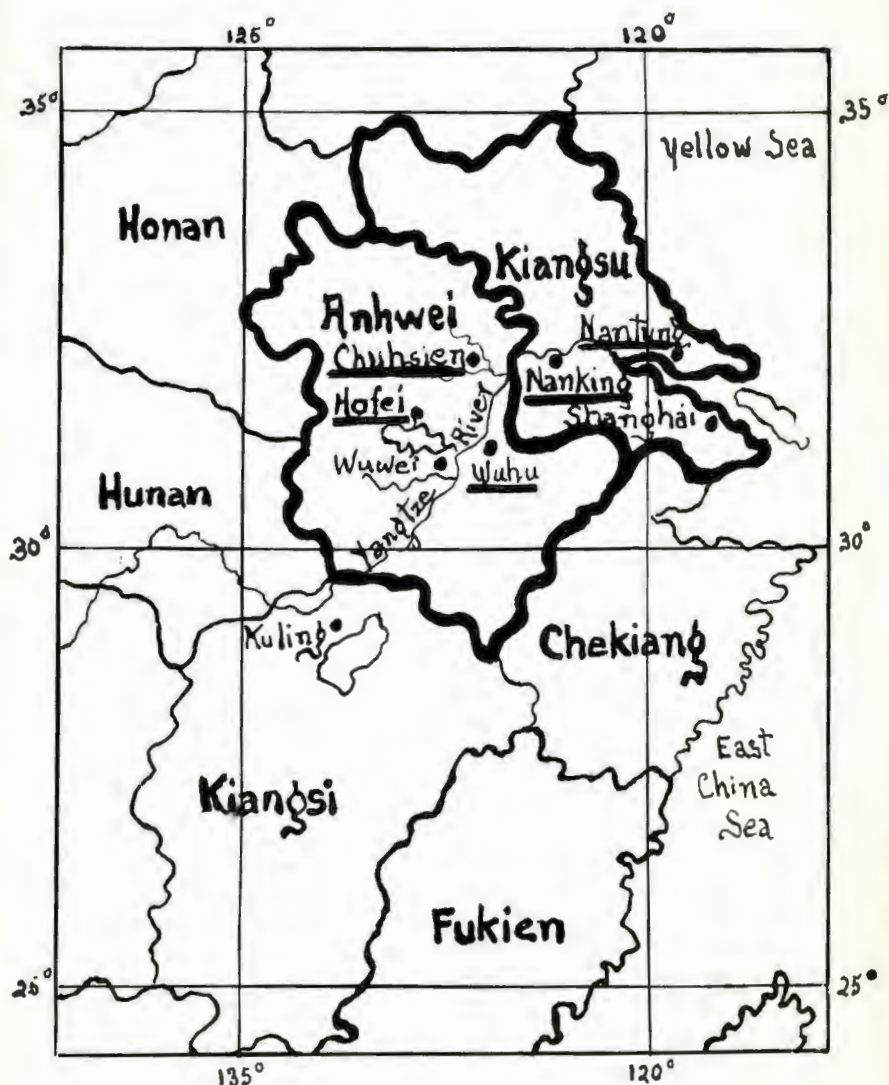 125° 120°
35° 35°
Yellow Sea
Honan
Kiangsu
Anhwei
Nantung
Chuhsien
Nanking
Hofei
River
Shanghai
Wuwei
Wuhu
Hunan
Yangtze
30° 30°
Kuling
Chekiang
East
China
Sea
Kiangsi
Fukien
25° 25°
135° 120°